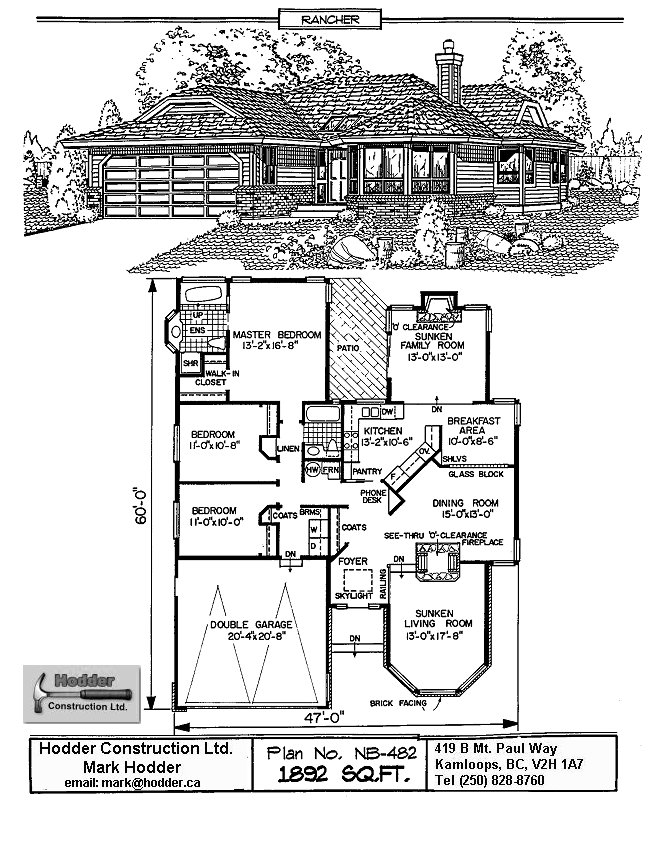 RANCHER
UP
ENS
MASTER BEDROOM
13'-2"x16'-8"
SHR
WALK-IN
CLOSET
PATIO
'O' CLEARANCE
SUNKEN
FAMILY ROOM
13'-0"x13'-0"
DN
BEDROOM
11'-0"x10'-8"
LINEN
DW
KITCHEN
13'-2"x10'-6"
BREAKFAST
AREA
10'-0"x8'-6"
OV.
F
SHLVS
GLASS BLOCK
HW
FRN
PANTRY
PHONE
DESK
BEDROOM
11'-0"x10'-0"
COATS
BRMS
W
D
COATS
DINING ROOM
15'-0"x13'-0"
SEE-THRU 'O'-CLEARANCE
FIREPLACE
DN
FOYER
SKYLIGHT
DN
RAILING
60'-0"
DOUBLE GARAGE
20'-4"x20'-8"
SUNKEN
LIVING ROOM
13'-0"x17'-8"
DN
BRICK FACING
47'-0"
Hodder
Construction Ltd.
Hodder Construction Ltd.
Mark Hodder
email: mark@hodder.ca
Plan No. NB-482
1892 SQ.FT.
419 B Mt. Paul Way
Kamloops, BC, V2H 1A7
Tel (250) 828-8760